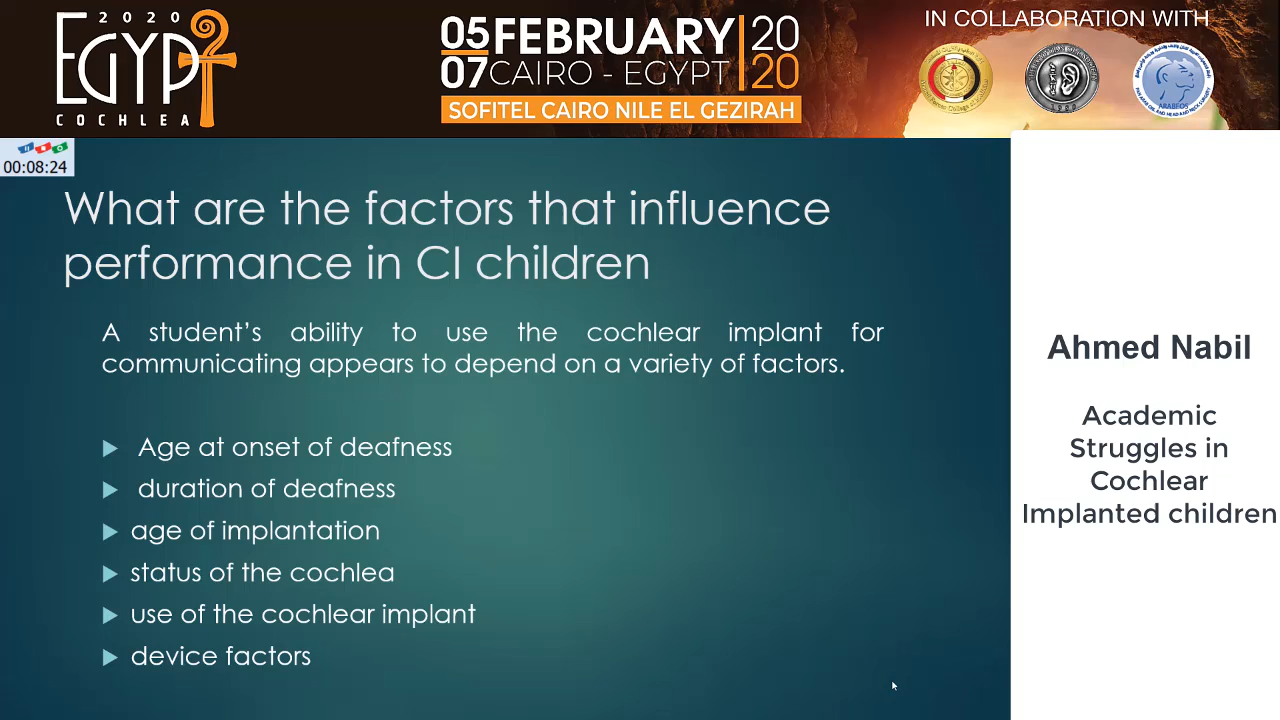 2020
EGYPT
COCHLEA
05 FEBRUARY 20
07 CAIRO - EGYPT 20
SOFITEL CAIRO NILE EL GEZIRAH
IN COLLABORATION WITH
ARABFOS
00:08:24
What are the factors that influence
performance in CI children
A student's ability to use the cochlear implant for
communicating appears to depend on a variety of factors.
Age at onset of deafness
duration of deafness
age of implantation
status of the cochlea
use of the cochlear implant
device factors
Ahmed Nabil
Academic
Struggles in
Cochlear
Implanted children